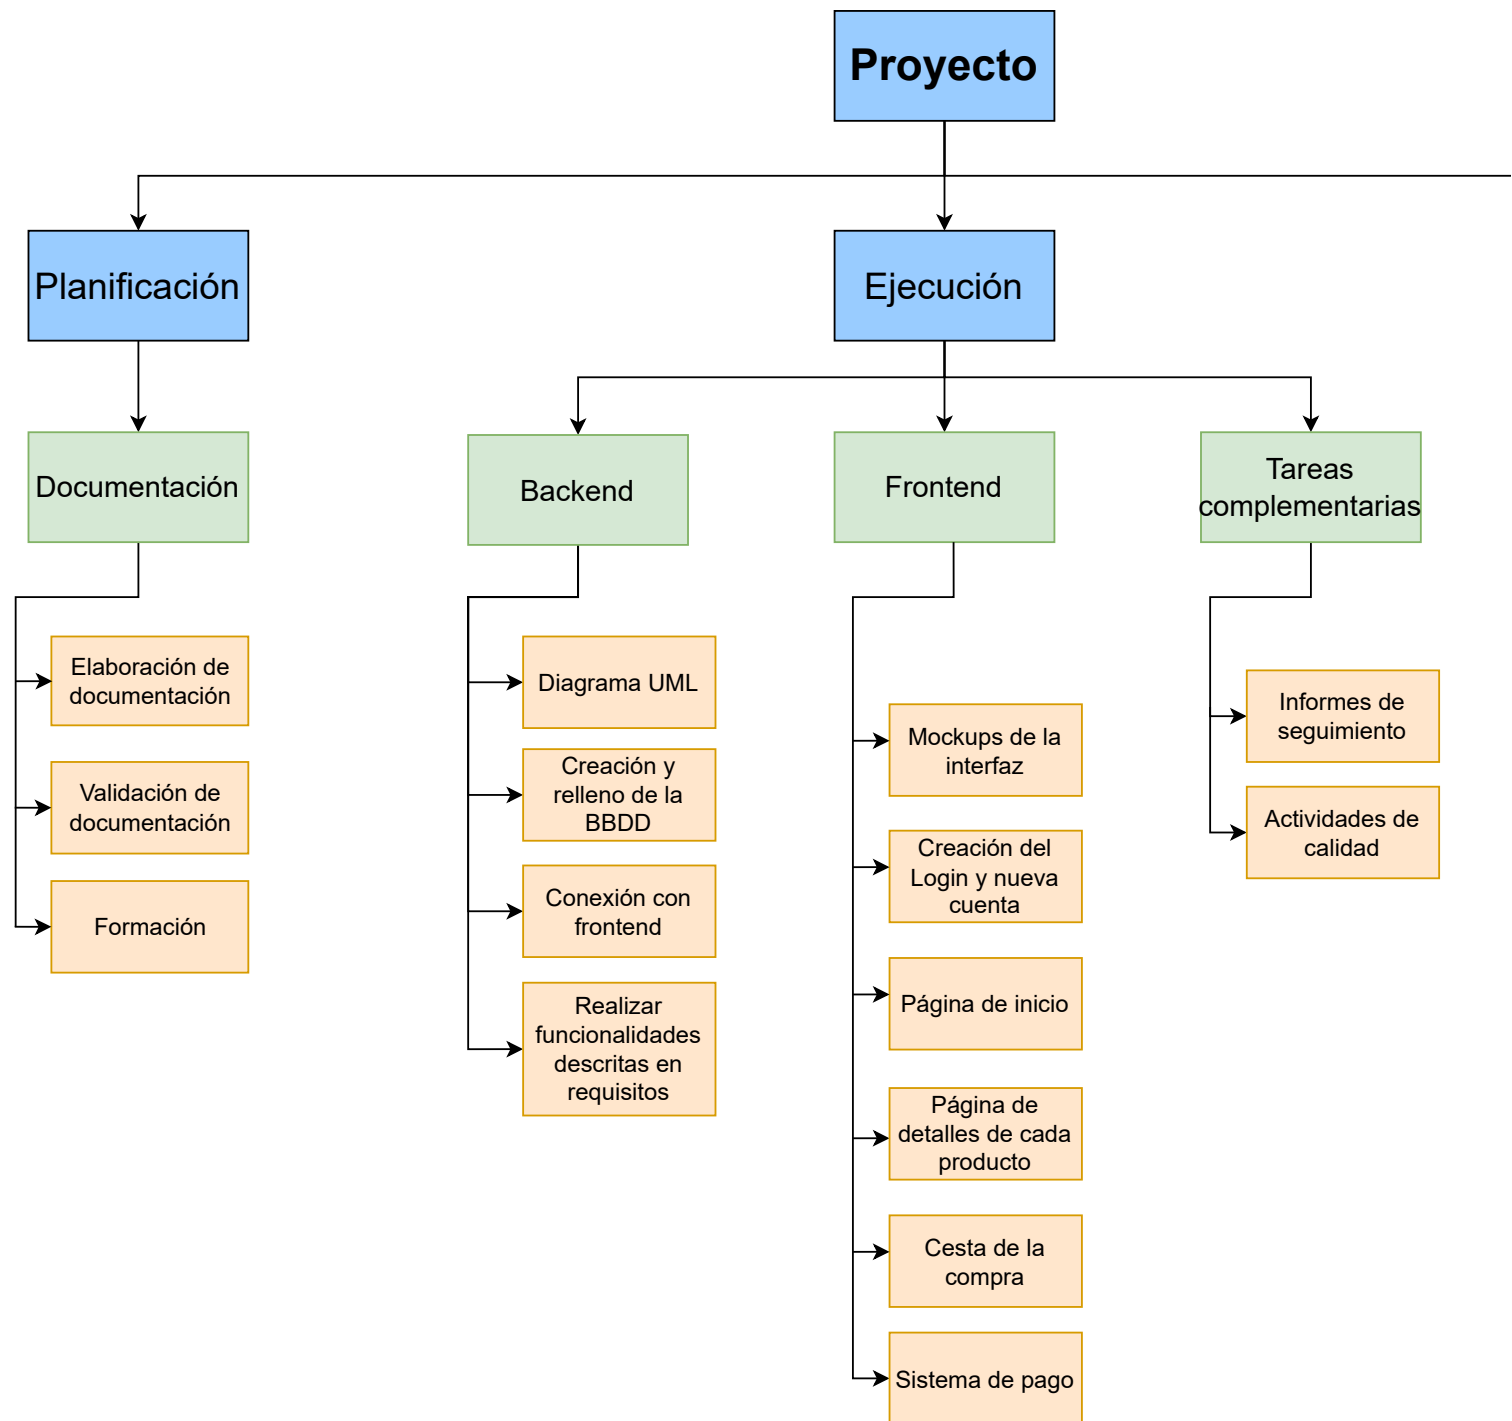 Proyecto
Planificación
Ejecución
Documentación
Backend
Frontend
Tareas
complementarias
Elaboración de
documentación
Validación de
documentación
Formación
Diagrama UML
Creación y
relleno de la
BBDD
Conexión con
frontend
Realizar
funcionalidades
descritas en
requisitos
Mockups de la
interfaz
Creación del
Login y nueva
cuenta
Página de inicio
Página de
detalles de cada
producto
Cesta de la
compra
Sistema de pago
Informes de
seguimiento
Actividades de
calidad